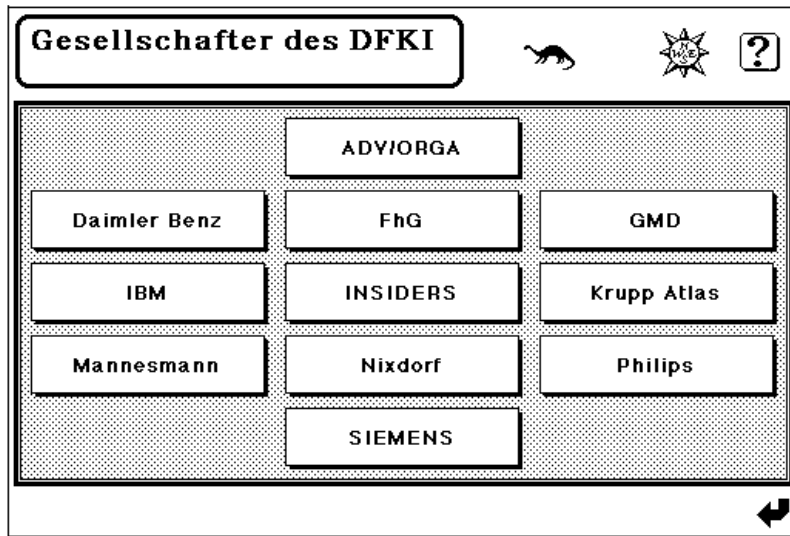 Gesellschafter des DFKI
N
W E
S
?
ADV/ORGA
Daimler Benz
FhG
GMD
IBM
INSIDERS
Krupp Atlas
Mannesmann
Nixdorf
Philips
SIEMENS